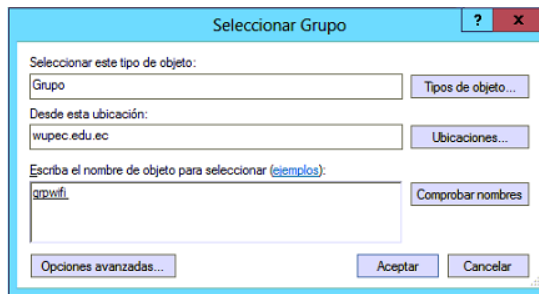 Seleccionar Grupo
? x
Seleccionar este tipo de objeto:
Grupo
Tipos de objeto...
Desde esta ubicación:
wupec.edu.ec
Ubicaciones...
Escriba el nombre de objeto para seleccionar (ejemplos):
grpwifi
Comprobar nombres
Opciones avanzadas...
Aceptar
Cancelar